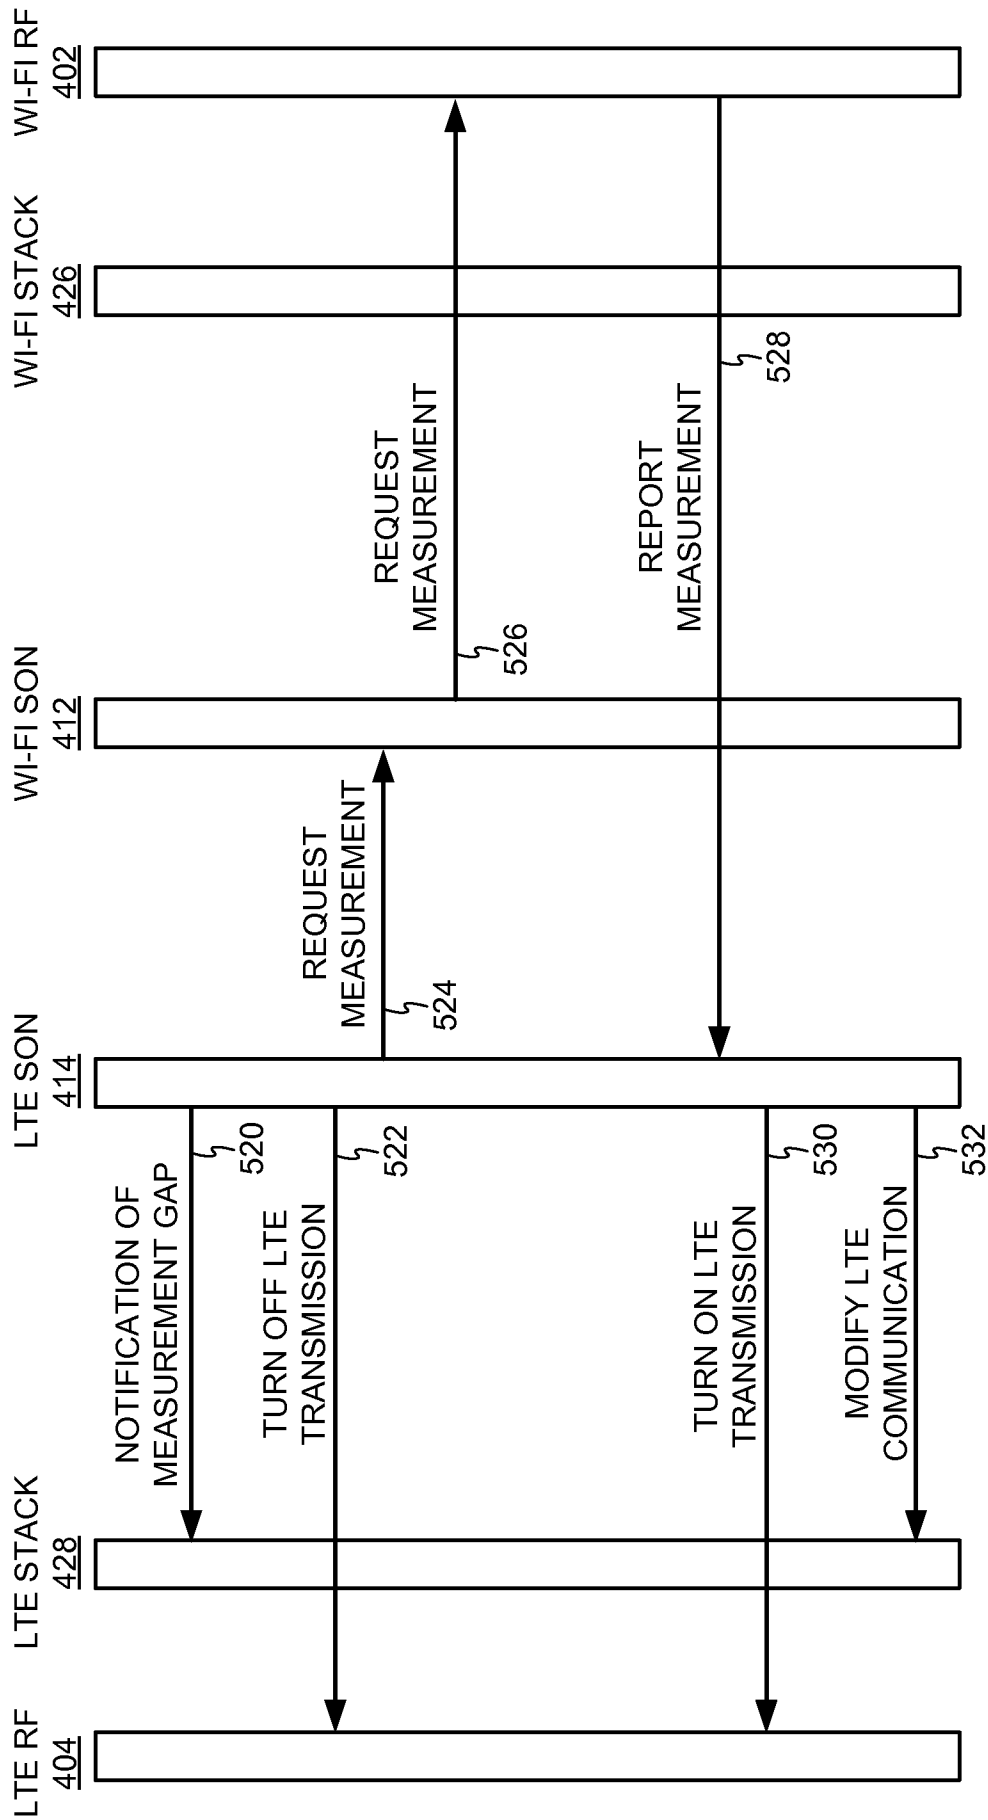 LTE RF
404
LTE STACK
428
LTE SON
414
WI-FI SON
412
WI-FI STACK
426
WI-FI RF
402
NOTIFICATION OF
MEASUREMENT GAP
520
TURN OFF LTE
TRANSMISSION
522
REQUEST
MEASUREMENT
524
REQUEST
MEASUREMENT
526
REPORT
MEASUREMENT
528
TURN ON LTE
TRANSMISSION
530
MODIFY LTE
COMMUNICATION
532